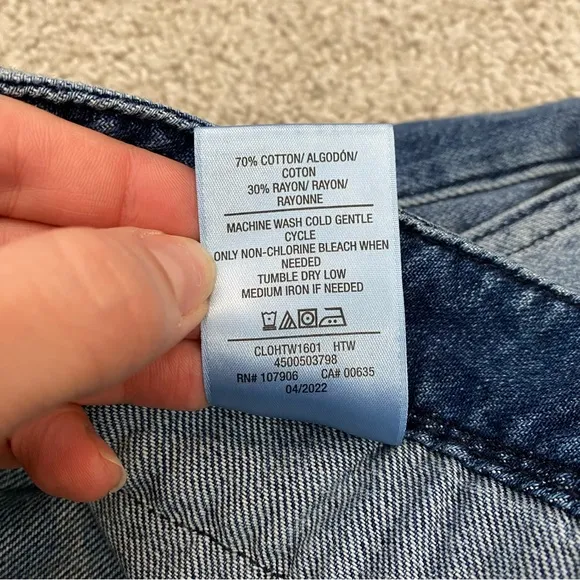 70% COTTON/ ALGODÓN/
COTON
30% RAYON/ RAYON/
RAYONNE
MACHINE WASH COLD GENTLE
CYCLE
ONLY NON-CHLORINE BLEACH WHEN
NEEDED
TUMBLE DRY LOW
MEDIUM IRON IF NEEDED
CLOHTW1601 HTW
4500503798
RN# 107906 CA# 00635
04/2022